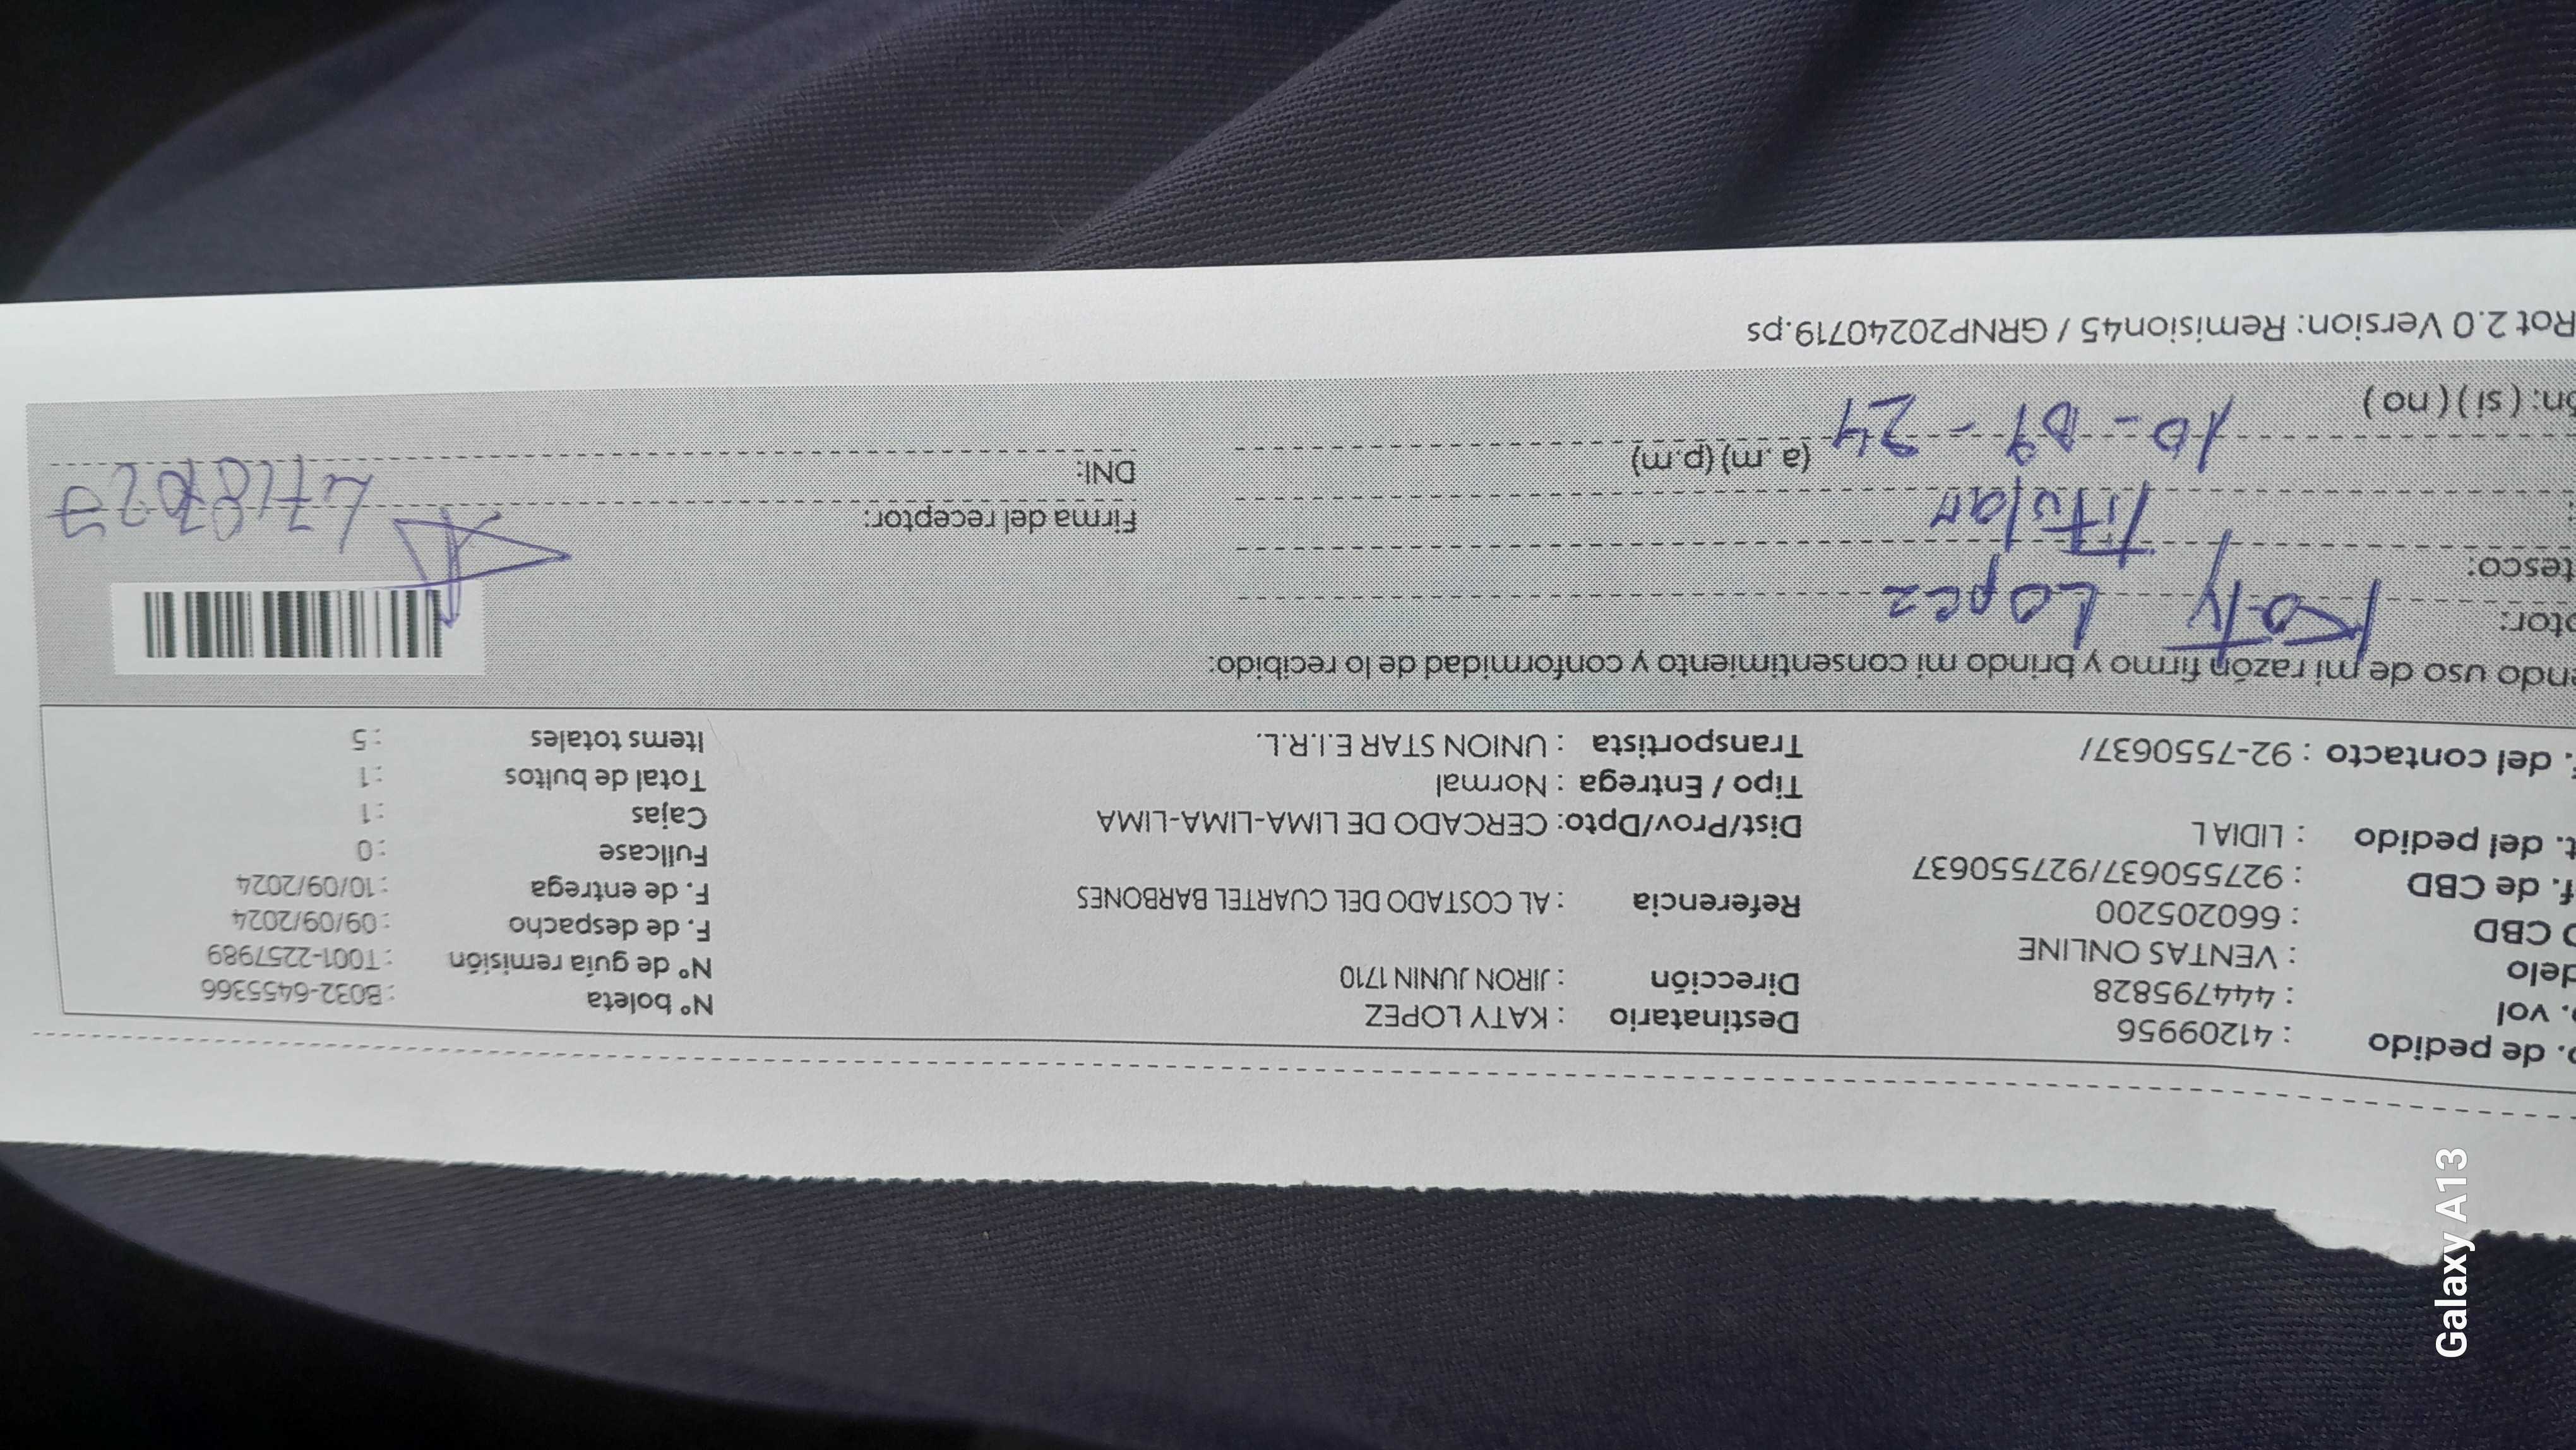 o. de pedido : 41209956 Destinatario : KATY LOPEZ N° boleta : B032-6455366
. vol : 444795828 Dirección : JIRON JUNIN 1710 N° de guía remisión : T001-2257989
delo : VENTAS ONLINE F. de despacho : 09/09/2024
O CBD : 660205200 Referencia : AL COSTADO DEL CUARTEL BARBONES F. de entrega : 10/09/2024
f. de CBD : 927550637/927550637 Fullcase : 0
t. del pedido : LIDIA L Dist/Prov/Dpto: CERCADO DE LIMA-LIMA-LIMA Cajas : 1
Tipo / Entrega : Normal Total de bultos : 1
f. del contacto : 92-7550637/ Transportista : UNION STAR E.I.R.L. Items totales : 5
endo uso de mi razón firmo y brindo mi consentimiento y conformidad de lo recibido:
ptor: Katy Lopez
tesco: Titular Firma del receptor:
(a .m) (p.m) DNI:
ón: ( si ) ( no ) 10-09-24
Rot 2.0 Version: Remision45 / GRNP20240719.ps
Galaxy A13